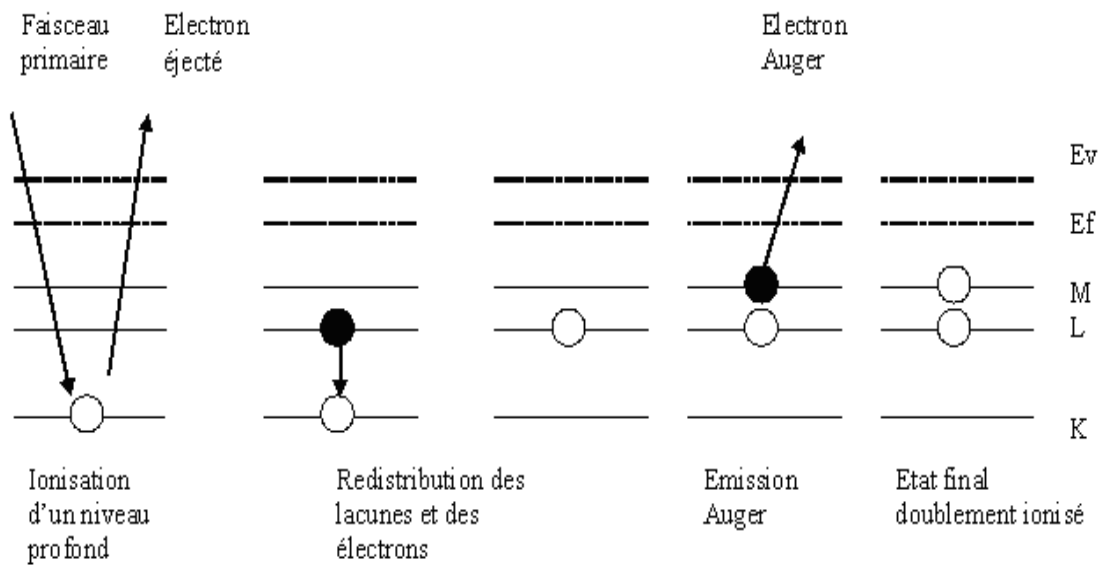 Faisceau
primaire
Electron
éjecté
Electron
Auger
Ev
Ef
M
L
K
Ionisation
d'un niveau
profond
Redistribution des
lacunes et des
électrons
Emission
Auger
Etat final
doublement ionisé